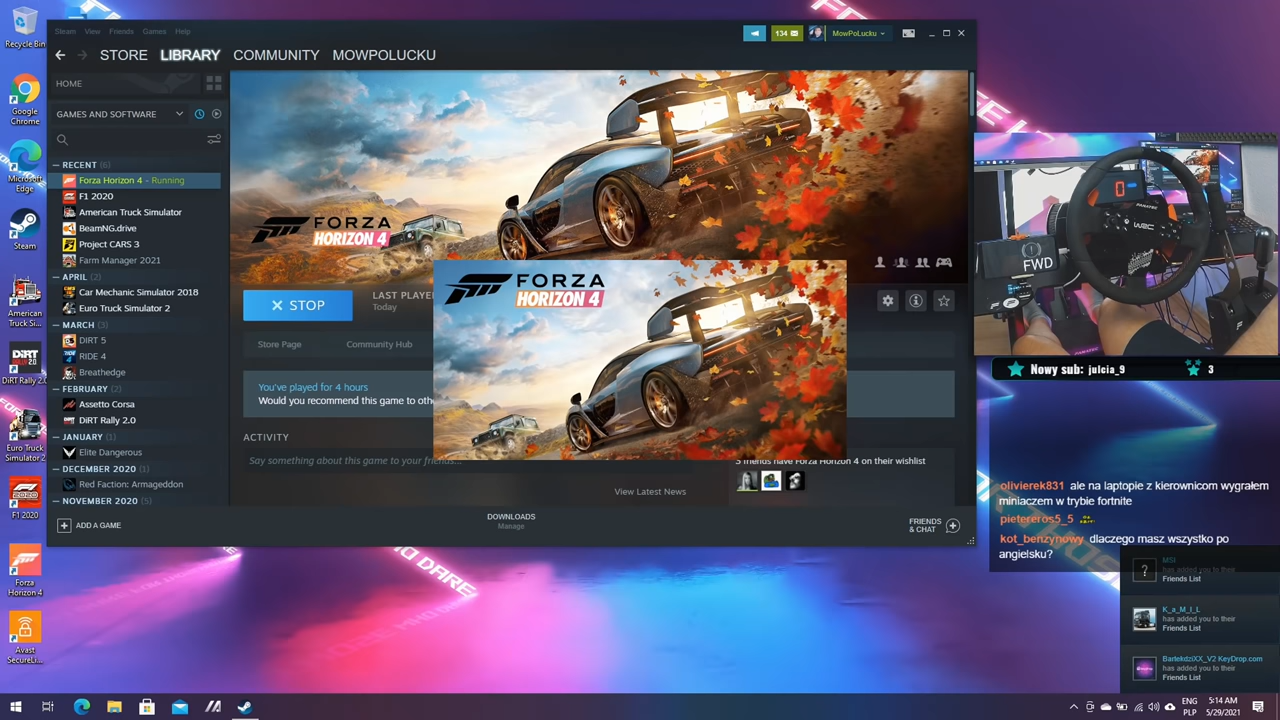 Recycle Bin
Google
Chrome
Microsoft
Edge
Steam
American
Truck Si...
DiRT Rally 2.0
Euro Truck
Simulator 2
F1 2020
Forza
Horizon 4
Avast
SecureLi...
Steam View Friends Games Help
134
MowPoLucku
STORE LIBRARY COMMUNITY MOWPOLUCKU
HOME
GAMES AND SOFTWARE
— RECENT (6)
Forza Horizon 4 - Running
F1 2020
American Truck Simulator
BeamNG.drive
Project CARS 3
Farm Manager 2021
— APRIL (2)
Car Mechanic Simulator 2018
Euro Truck Simulator 2
— MARCH (3)
DIRT 5
RIDE 4
Breathedge
— FEBRUARY (2)
Assetto Corsa
DiRT Rally 2.0
— JANUARY (1)
Elite Dangerous
— DECEMBER 2020 (1)
Red Faction: Armageddon
— NOVEMBER 2020 (5)
ADD A GAME
FORZA
HORIZON 4
STOP
LAST PLAYE
Today
Store Page Community Hub
You've played for 4 hours
Would you recommend this game to othe
ACTIVITY
Say something about this game to your friends...
View Latest News
3 friends have Forza Horizon 4 on their wishlist
DOWNLOADS
Manage
FRIENDS
& CHAT
FORZA
HORIZON 4
FANATEC
WRC
FWD
Nowy sub: julcia_9
3
olivierek831 ale na laptopie z kierownicom wygrałem
miniaczem w trybie fortnite
pietereros5_5
kot_benzynowy dlaczego masz wszystko po
angielsku?
MSI
has added you to their
Friends List
K_a_M_I_L
has added you to their
Friends List
BartekdziXX_V2 KeyDrop.com
has added you to their
Friends List
ENG
PLP
5:14 AM
5/29/2021